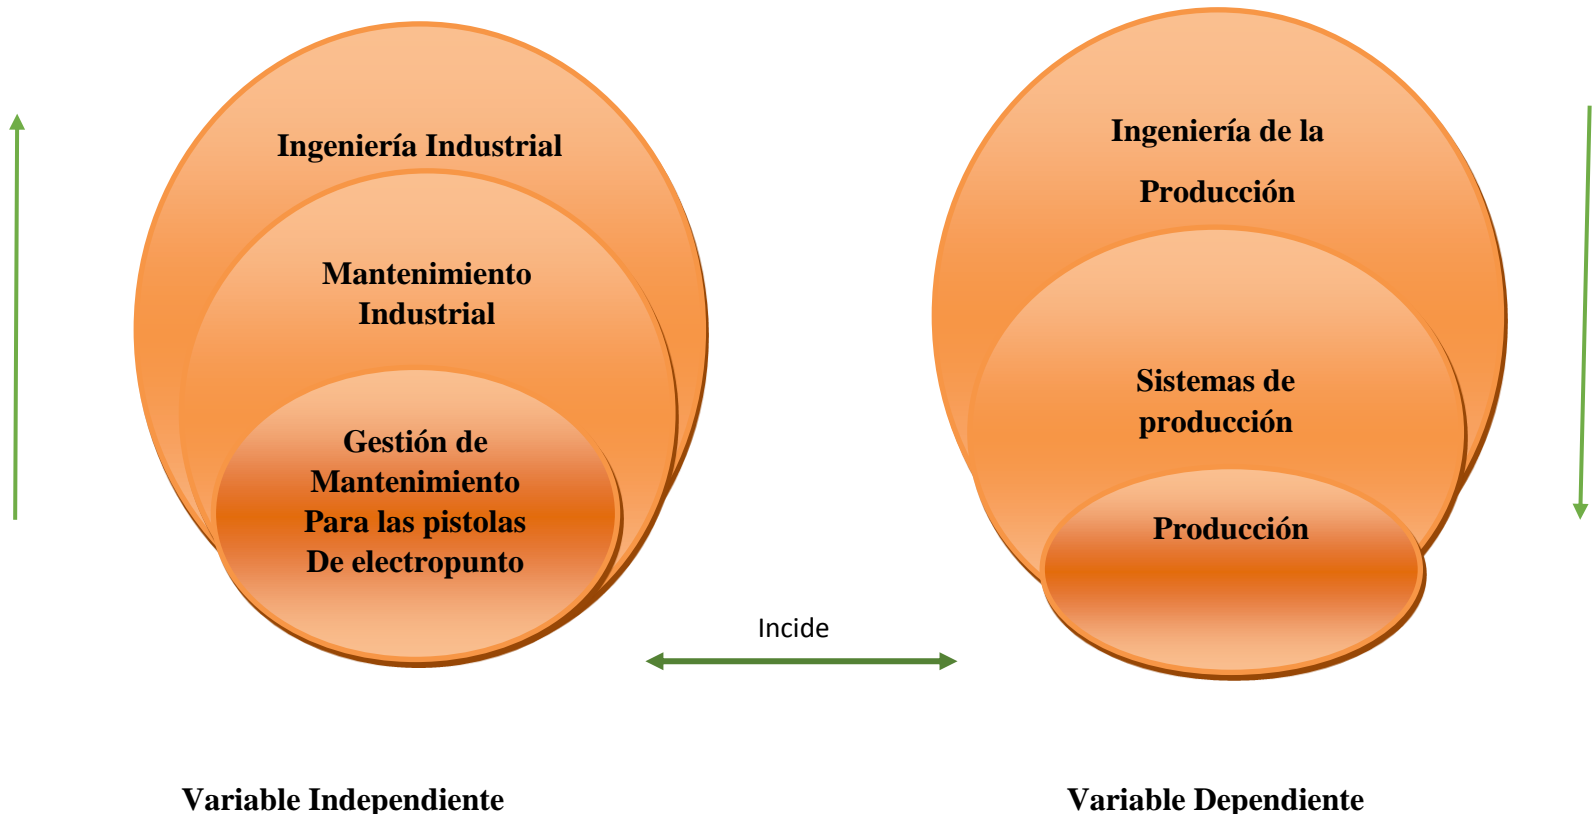 Ingeniería Industrial
Mantenimiento
Industrial
Gestión de
Mantenimiento
Para las pistolas
De electropunto
Incide
Ingeniería de la
Producción
Sistemas de
producción
Producción
Variable Independiente
Variable Dependiente